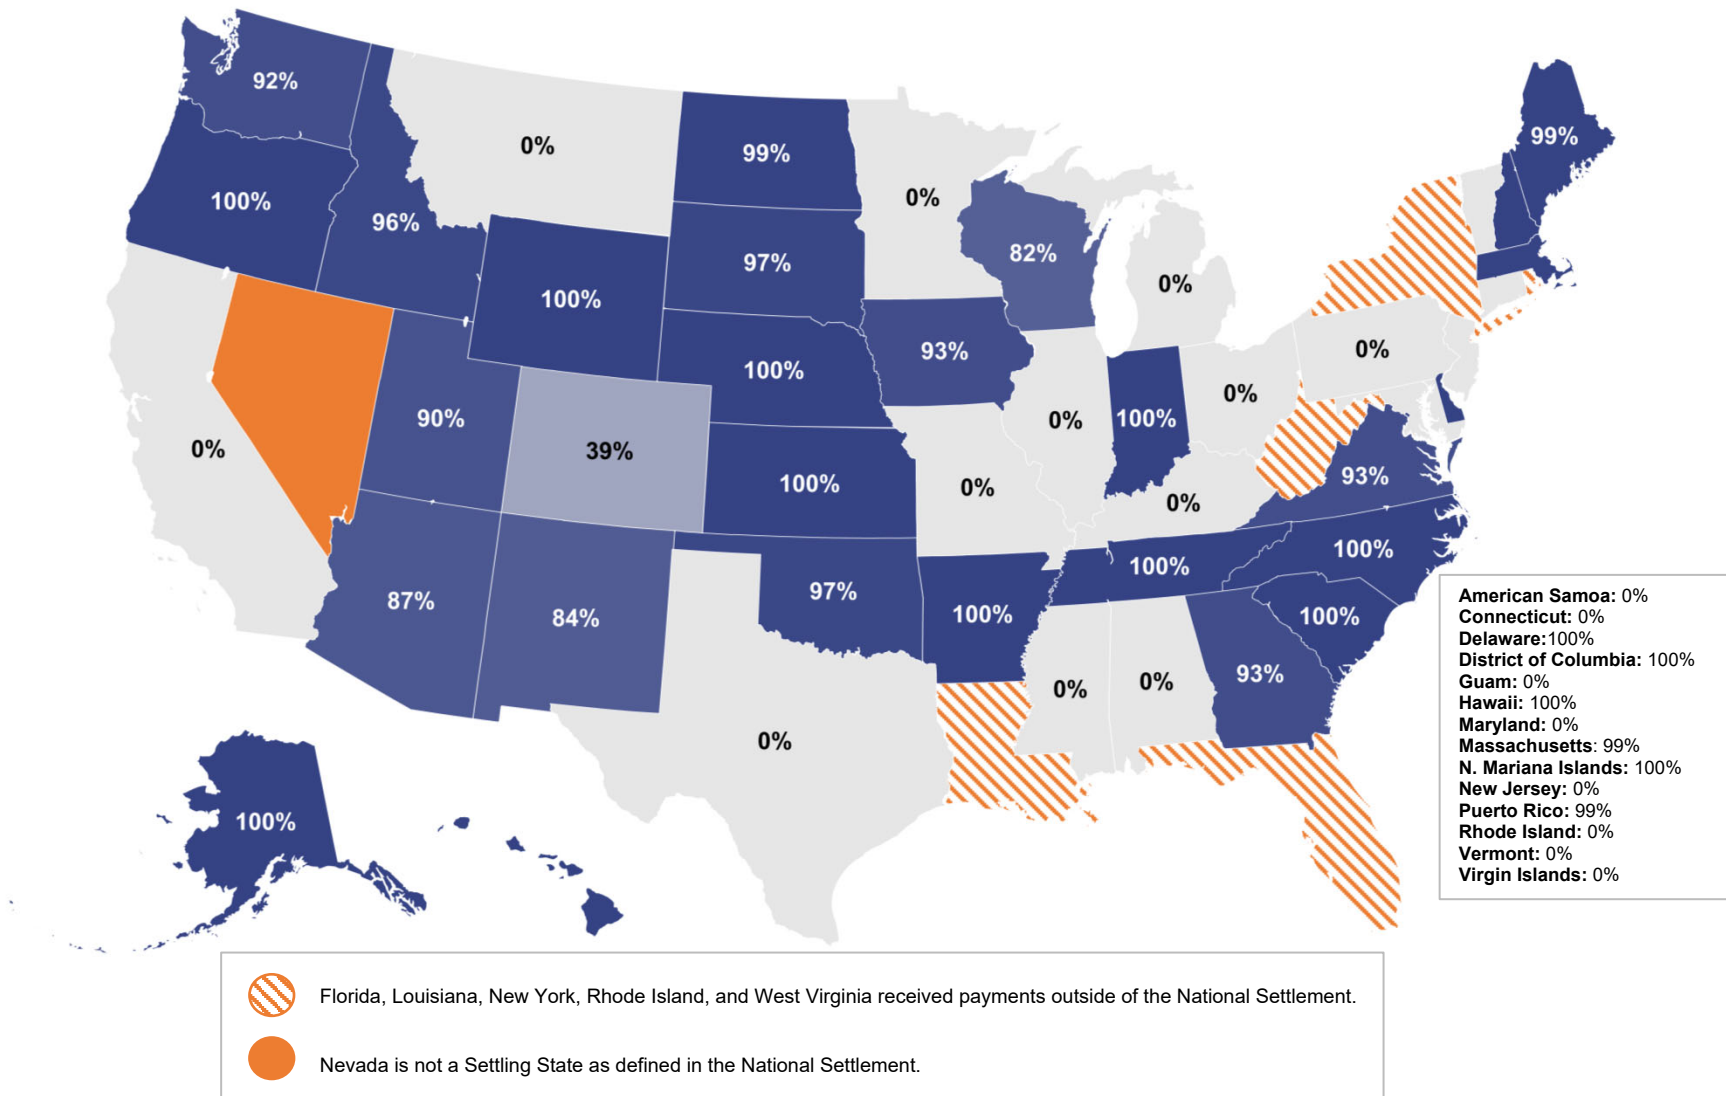 92%
0%
99%
99%
0%
100%
96%
82%
97%
0%
100%
93%
0%
100%
0%
100%
90%
0%
0%
39%
93%
0%
100%
0%
0%
100%
100%
97%
87%
100%
84%
100%
93%
0%
0%
0%
100%
American Samoa: 0%
Connecticut: 0%
Delaware:100%
District of Columbia: 100%
Guam: 0%
Hawaii: 100%
Maryland: 0%
Massachusetts: 99%
N. Mariana Islands: 100%
New Jersey: 0%
Puerto Rico: 99%
Rhode Island: 0%
Vermont: 0%
Virgin Islands: 0%
Florida, Louisiana, New York, Rhode Island, and West Virginia received payments outside of the National Settlement.
Nevada is not a Settling State as defined in the National Settlement.